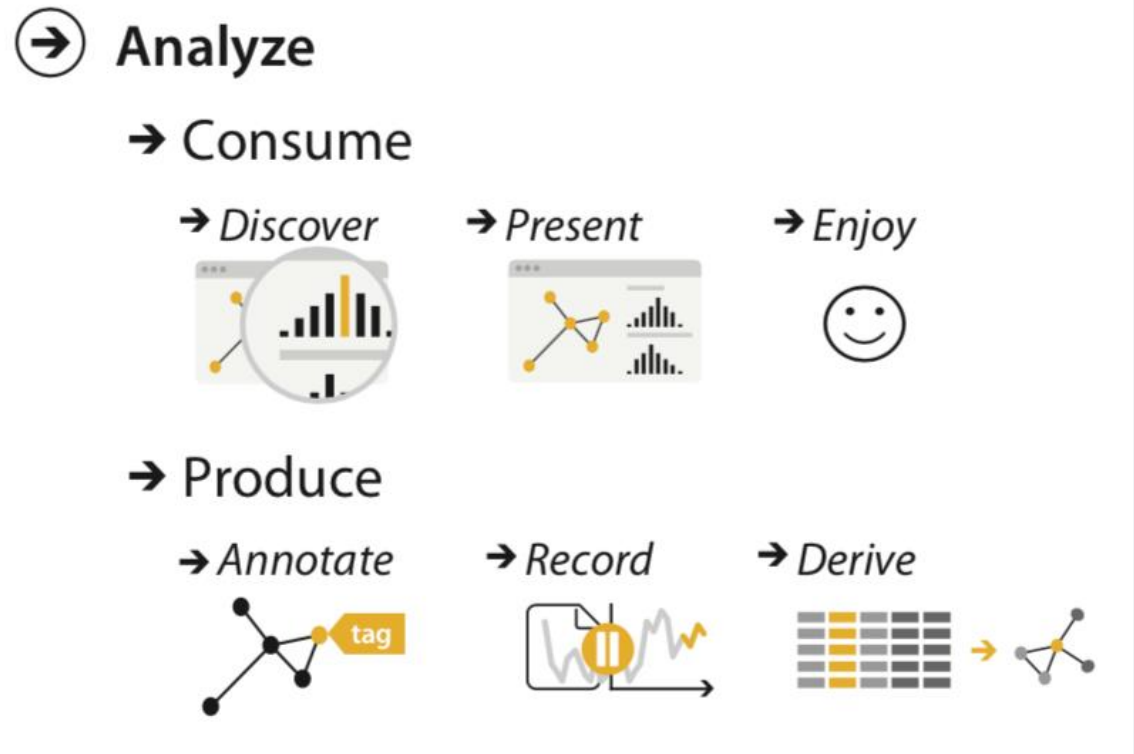 Analyze
Consume
Discover Present Enjoy
Produce
Annotate Record Derive
tag